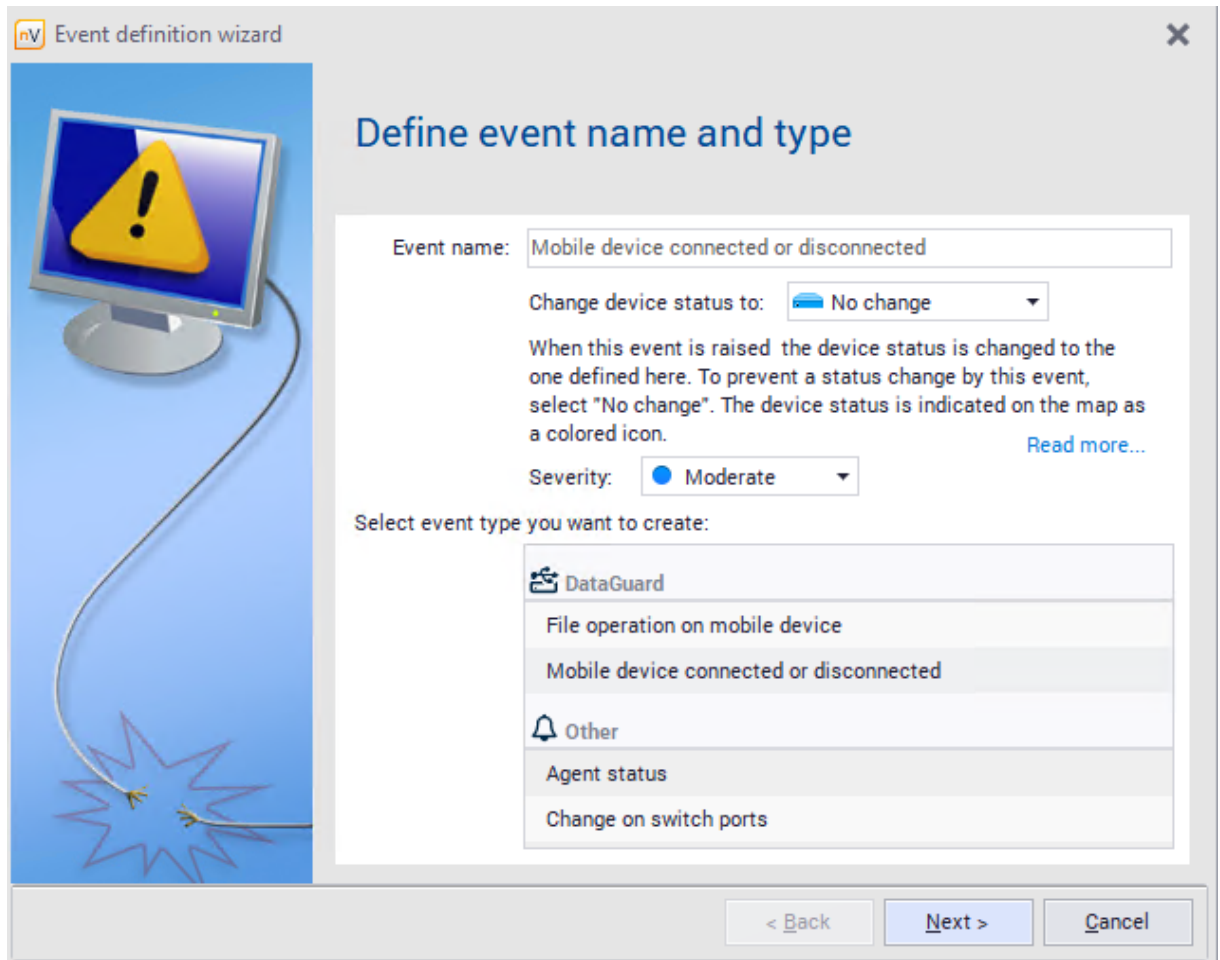 nV Event definition wizard
Define event name and type
Event name: Mobile device connected or disconnected
Change device status to: No change
When this event is raised the device status is changed to the
one defined here. To prevent a status change by this event,
select "No change". The device status is indicated on the map as
a colored icon.
Read more...
Severity: Moderate
Select event type you want to create:
DataGuard
File operation on mobile device
Mobile device connected or disconnected
Other
Agent status
Change on switch ports
< Back Next > Cancel